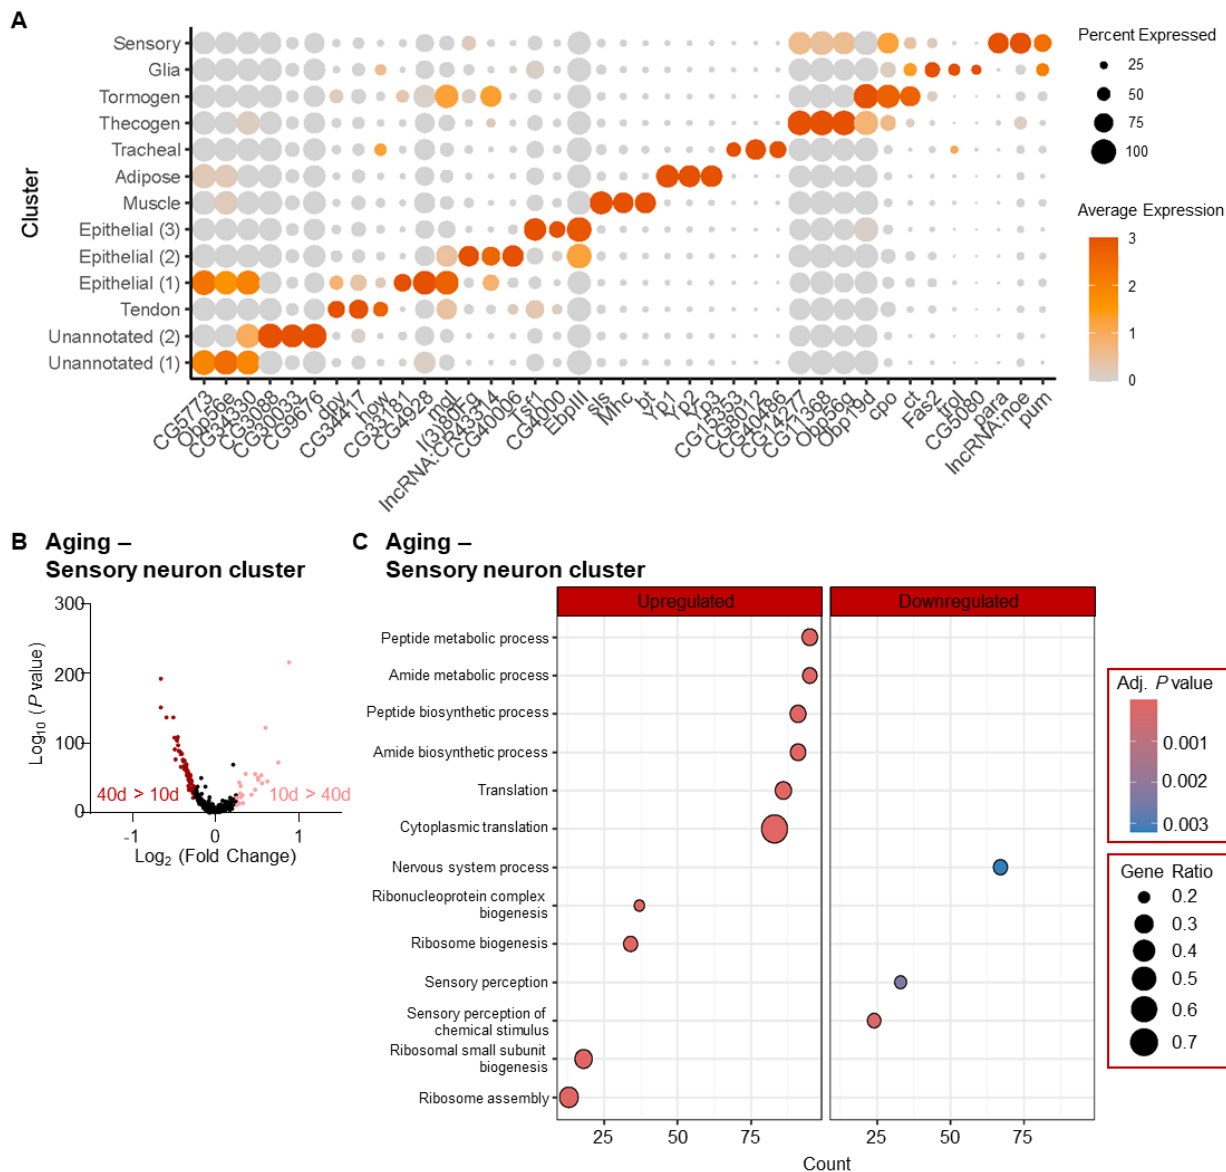 A
Sensory
Glia
Tormogen
Thecogen
Tracheal
Adipose
Muscle
Epithelial (3)
Epithelial (2)
Epithelial (1)
Tendon
Unannotated (2)
Unannotated (1)
Cluster
CG5773
Obp56e
CG34330
CG33088
CG30033
CG9676
dpy
CG34417
how
CG33181
CG4928
mgl
l(3)80Fg
lncRNA:CR43314
CG40006
Tsf1
CG4000
EbpIII
sls
Mhc
bt
Yp1
Yp2
Yp3
CG15353
CG8012
CG40486
CG14277
CG11368
Obp56g
Obp19d
cpo
ct
Fas2
trol
CG5080
para
lncRNA:noe
pum
Percent Expressed
25
50
75
100
Average Expression
3
2
1
0
B Aging –
Sensory neuron cluster
300
200
100
0
Log10 (P value)
40d > 10d
10d > 40d
-1
0
1
Log2 (Fold Change)
C Aging –
Sensory neuron cluster
Upregulated
Downregulated
Peptide metabolic process
Amide metabolic process
Peptide biosynthetic process
Amide biosynthetic process
Translation
Cytoplasmic translation
Nervous system process
Ribonucleoprotein complex
biogenesis
Ribosome biogenesis
Sensory perception
Sensory perception of
chemical stimulus
Ribosomal small subunit
biogenesis
Ribosome assembly
25
50
75
25
50
75
Count
Adj. P value
0.001
0.002
0.003
Gene Ratio
0.2
0.3
0.4
0.5
0.6
0.7